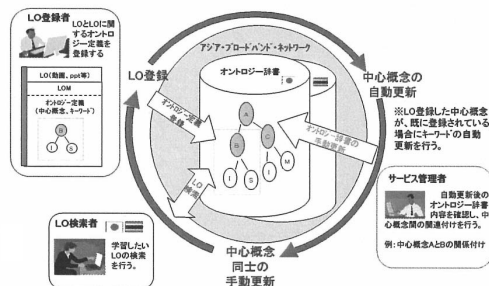 LO登録者
LOとLOに関
するオントロ
ジー定義を
登録する
LO(動画、ppt等)
LOM
オントロジー定義
(中心概念、キーワード)
B
I
S
アジア・ブロードバンド・ネットワーク
LO登録
オントロジー辞書
オントロジー定義
登録
A
B
C
I
S
I
M
LO
検索
オントロジー辞書の
手動更新
中心概念の
自動更新
※LO登録した中心概念
が、既に登録されている
場合にキーワードの自動
更新を行う。
サービス管理者
自動更新後の
オントロジー辞書
内容を確認し、中
心概念間の関連付けを行う。
例:中心概念AとBの関係付け
LO検索者
学習したい
LOの検索
を行う。
中心概念
同士の
手動更新